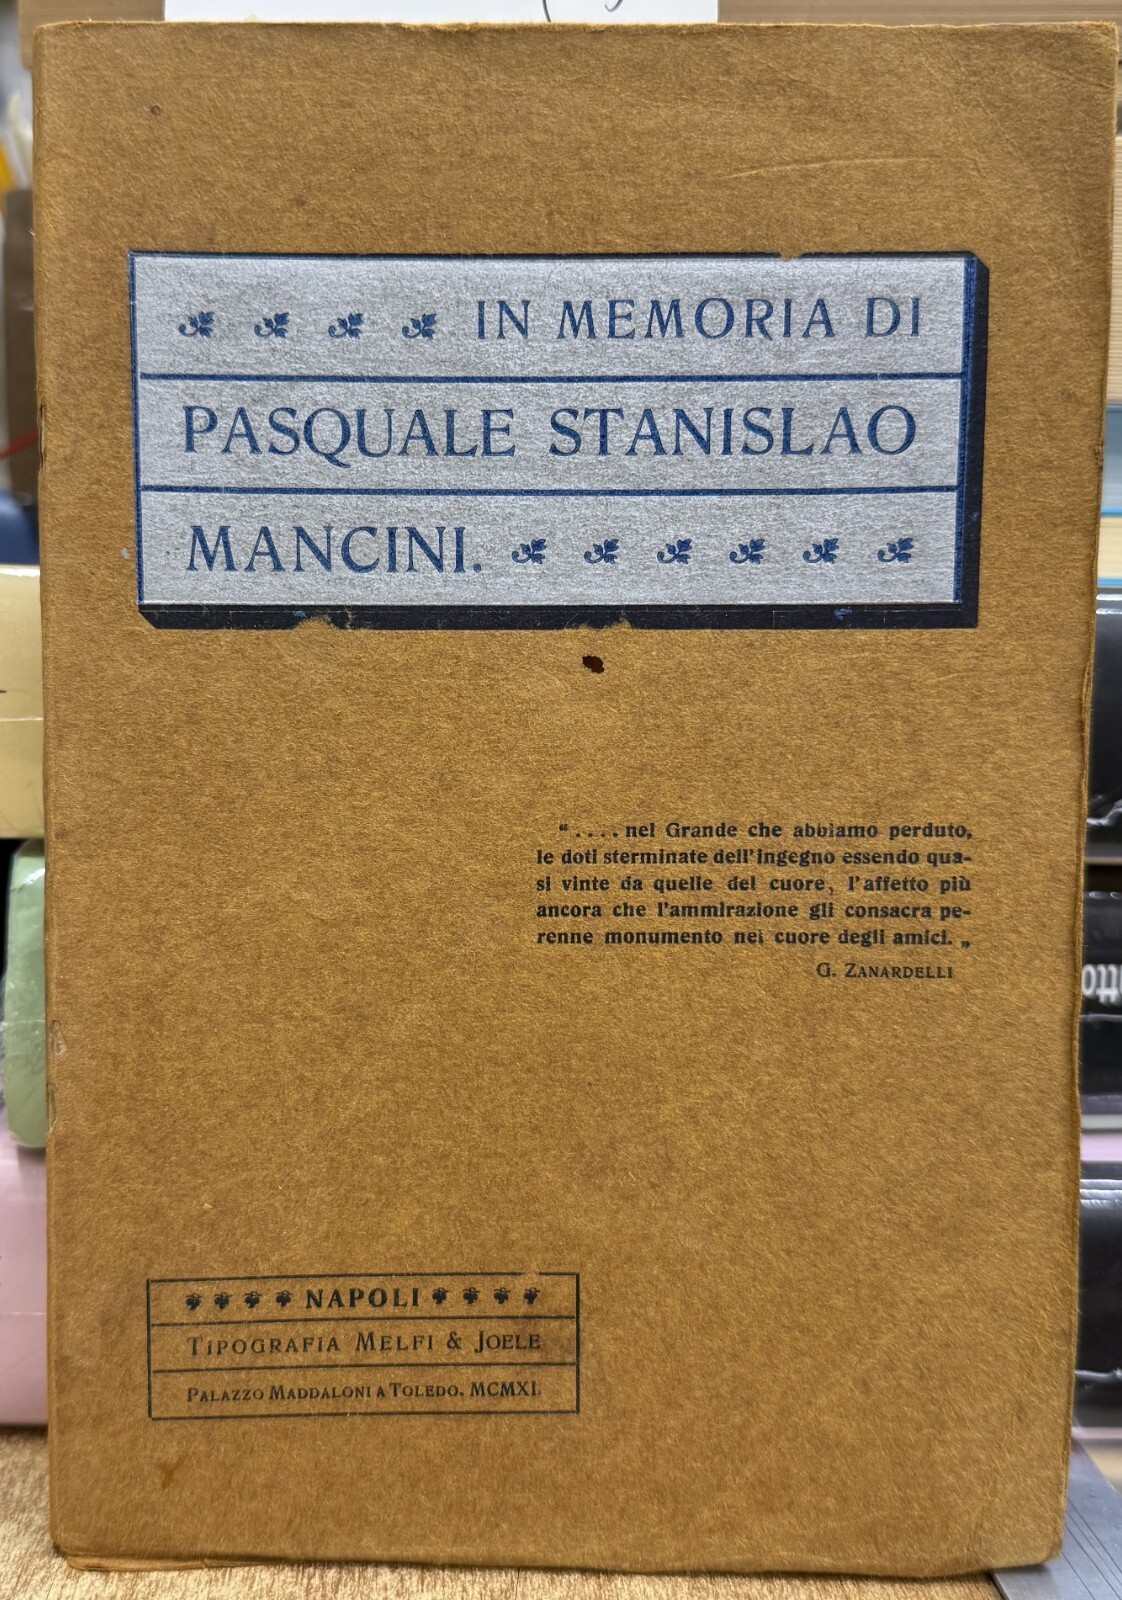 IN MEMORIA DI
PASQUALE STANISLAO
MANCINI.
“ .... nel Grande che abbiamo perduto,
le doti sterminate dell'ingegno essendo qua-
si vinte da quelle del cuore, l'affetto più
ancora che l'ammirazione gli consacra pe-
renne monumento nei cuore degli amici. „
G. ZANARDELLI
NAPOLI
TIPOGRAFIA MELFI & JOELE
PALAZZO MADDALONI A TOLEDO. MCMXI.